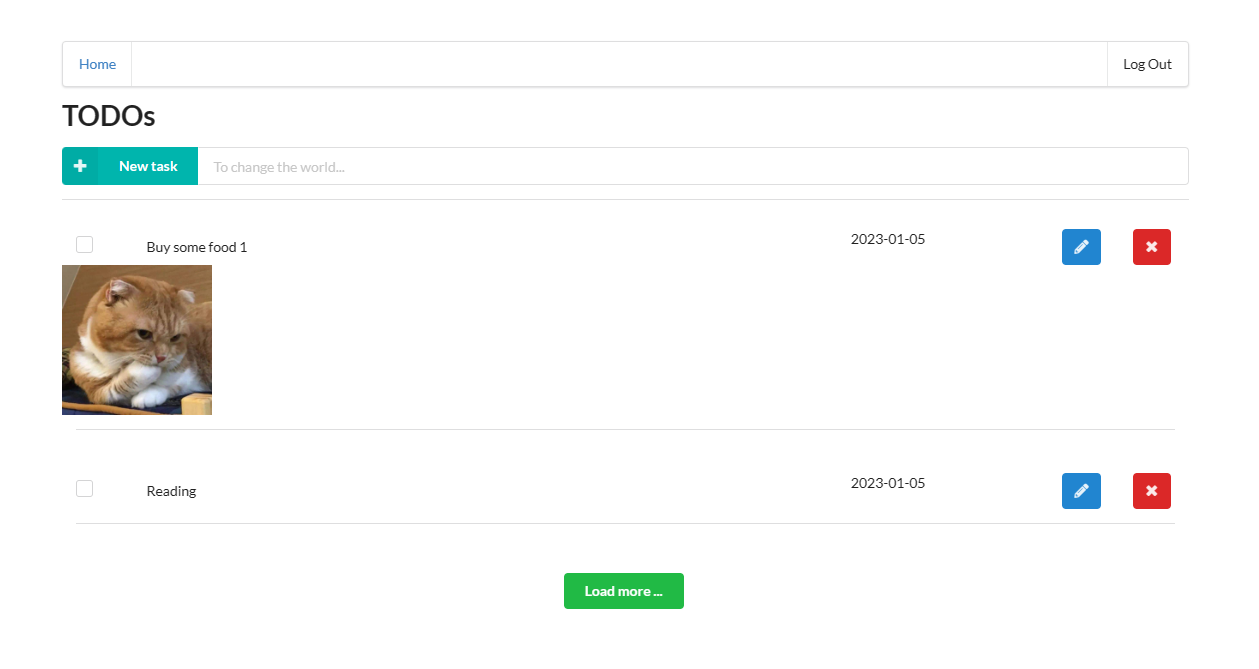 Home
Log Out
TODOs
New task
To change the world...
Buy some food 1
2023-01-05
Reading
2023-01-05
Load more ...